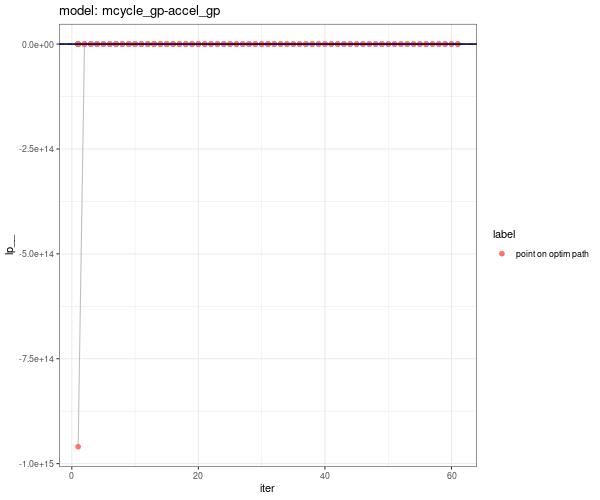 model: mcycle_gp-accel_gp
0.0e+00
-2.5e+14
-5.0e+14
-7.5e+14
-1.0e+15
lp__
0
20
40
60
iter
label
point on optim path